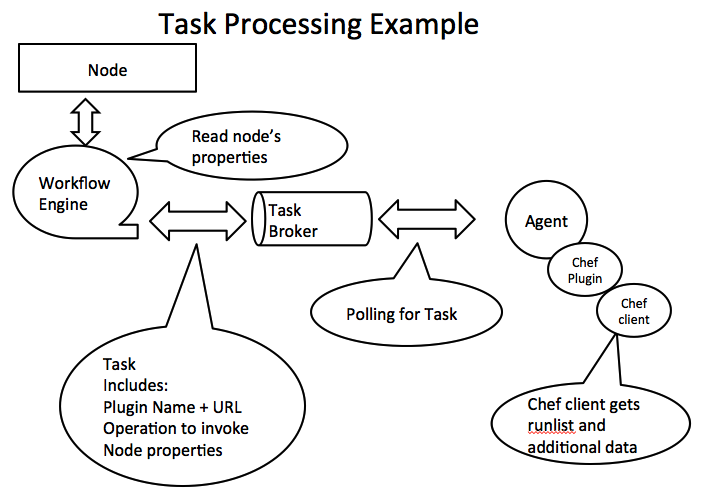 Task Processing Example
Node
Read node's
properties
Workflow
Engine
Task
Broker
Agent
Chef
Plugin
Chef
client
Polling for Task
Task
Includes:
Plugin Name + URL
Operation to invoke
Node properties
Chef client gets
runlist and
additional data